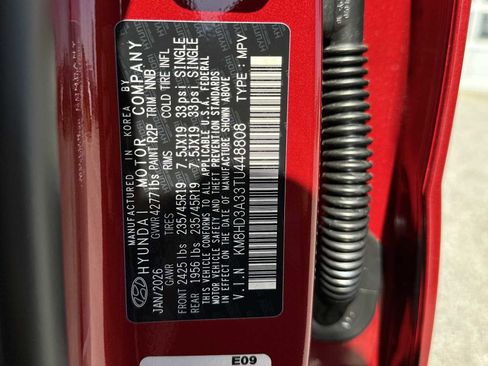 MANUFACTURED IN KOREA BY
HYUNDAI MOTOR COMPANY
JAN/2026 GVWR 4277lbs PAINT R2P TRIM NNB
GAWR TIRES RIMS COLD TIRE INFL
FRONT 2425 lbs 235/45R19 7.5JX19 33psi SINGLE
REAR 1956 lbs 235/45R19 7.5JX19 33psi SINGLE
THIS VEHICLE CONFORMS TO ALL APPLICABLE U.S.A. FEDERAL
MOTOR VEHICLE SAFETY AND THEFT PREVENTION STANDARDS
IN EFFECT ON THE DATE OF MANUFACTURE SHOWN ABOVE.
V.I.N KM8HD3A33TU448808 TYPE: MPV
E09